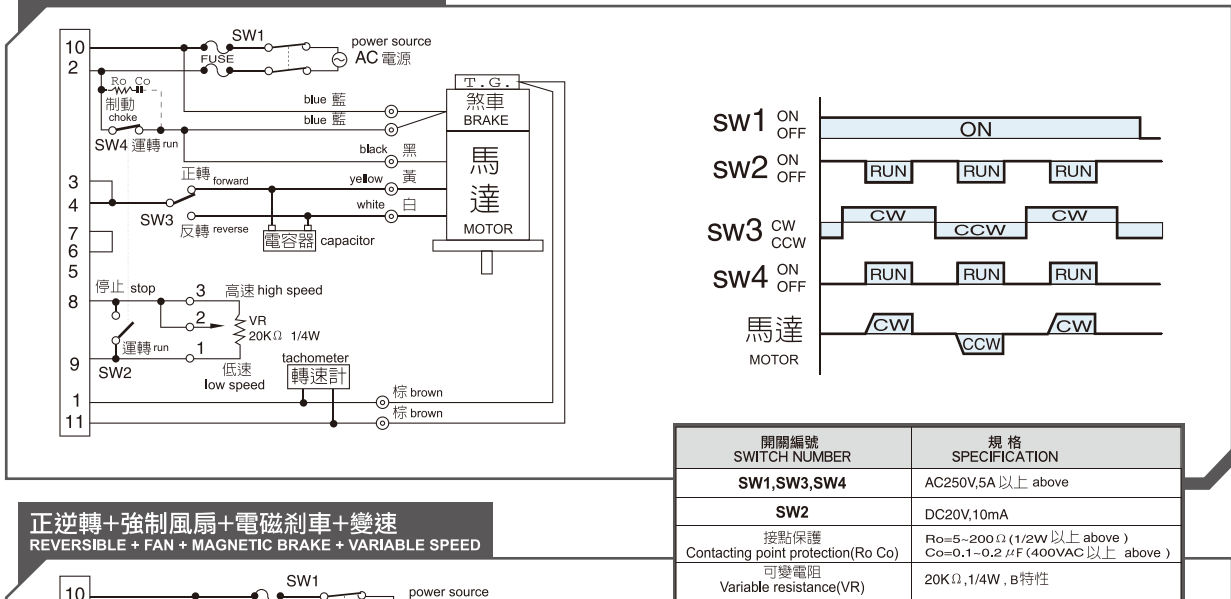 10
SW1
power source
2
FUSE
AC 電源
Ro Co
T.G.
制動
choke
blue 藍
煞車
BRAKE
blue 藍
SW4 運轉 run
black 黑
馬
達
MOTOR
3
正轉 forward
yellow 黃
4
white 白
SW3
反轉 reverse
7
電容器 capacitor
6
5
停止 stop
8
3 高速 high speed
2
VR
20KΩ 1/4W
運轉 run
1
9
SW2
低速
low speed
tachometer
轉速計
1
棕 brown
11
棕 brown
SW1 ON
OFF
ON
SW2 ON
OFF
RUN RUN RUN
SW3 CW
CCW
CW CCW CW
SW4 ON
OFF
RUN RUN RUN
馬達
MOTOR
CW CCW CW
開關編號 規 格
SWITCH NUMBER SPECIFICATION
SW1,SW3,SW4 AC250V,5A 以上 above
SW2 DC20V,10mA
接點保護
Contacting point protection(Ro Co)
Ro=5~200Ω(1/2W 以上 above)
Co=0.1~0.2μF(400VAC 以上 above)
可變電阻
Variable resistance(VR)
20KΩ,1/4W , B特性
正逆轉+強制風扇+電磁剎車+變速
REVERSIBLE + FAN + MAGNETIC BRAKE + VARIABLE SPEED
10
SW1
power source